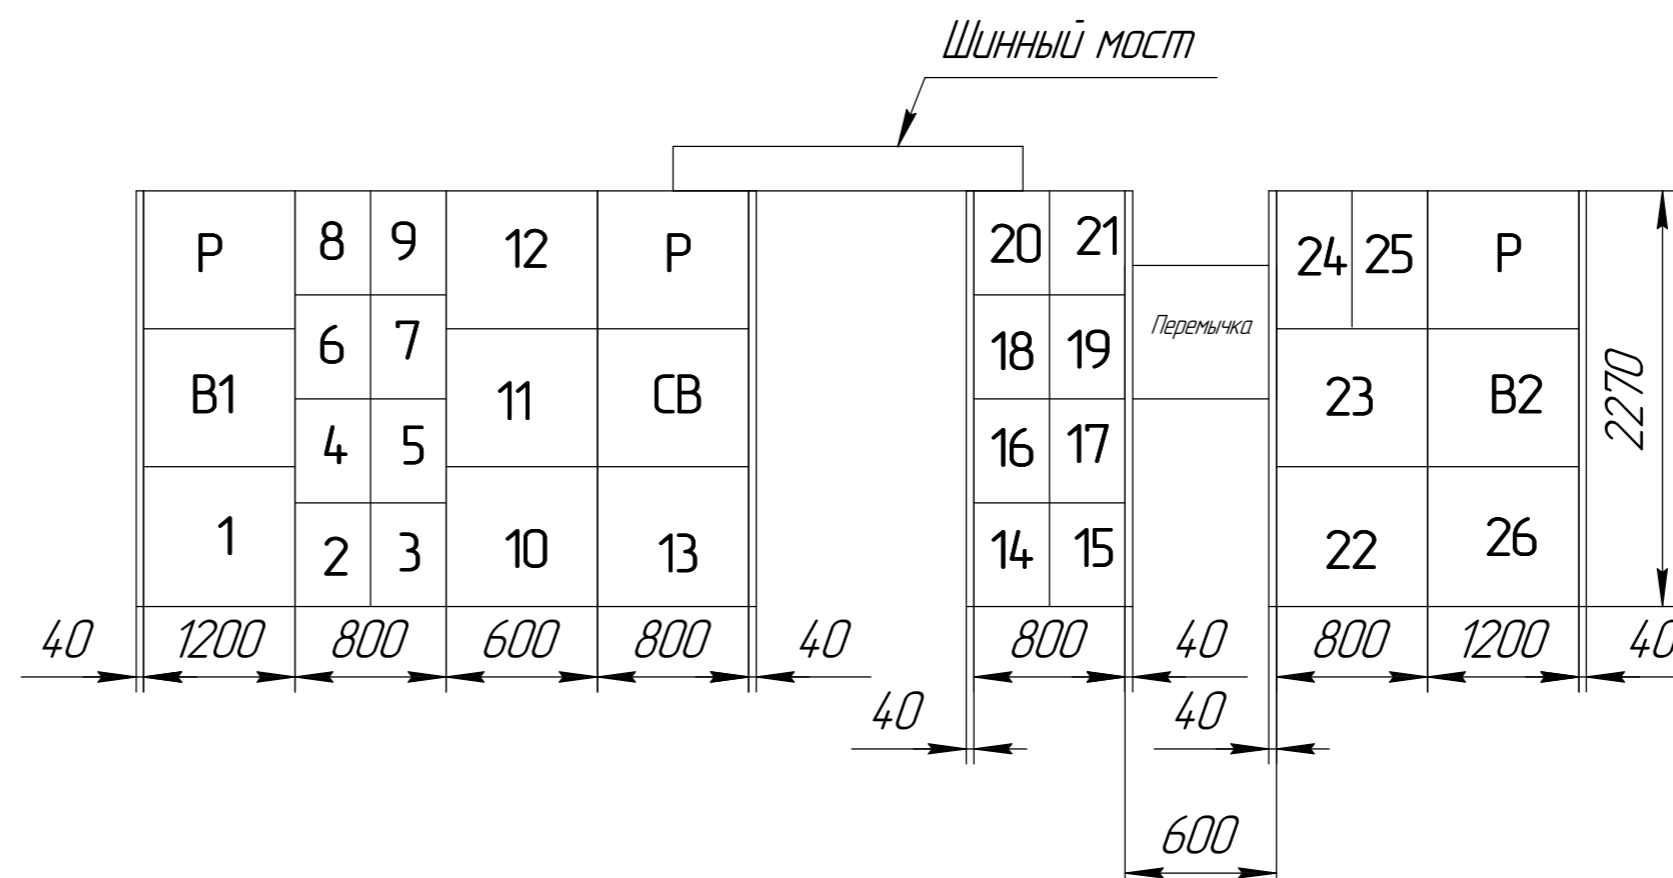 Шинный мост
Р 8 9 12 Р 20 21 24 25 Р
6 7 18 19 Перемычка
В1 11 СВ 23 В2 2270
4 5 16 17
1 2 3 10 13 14 15 22 26
40 1200 800 600 800 40 800 40 800 1200 40
40 40
600